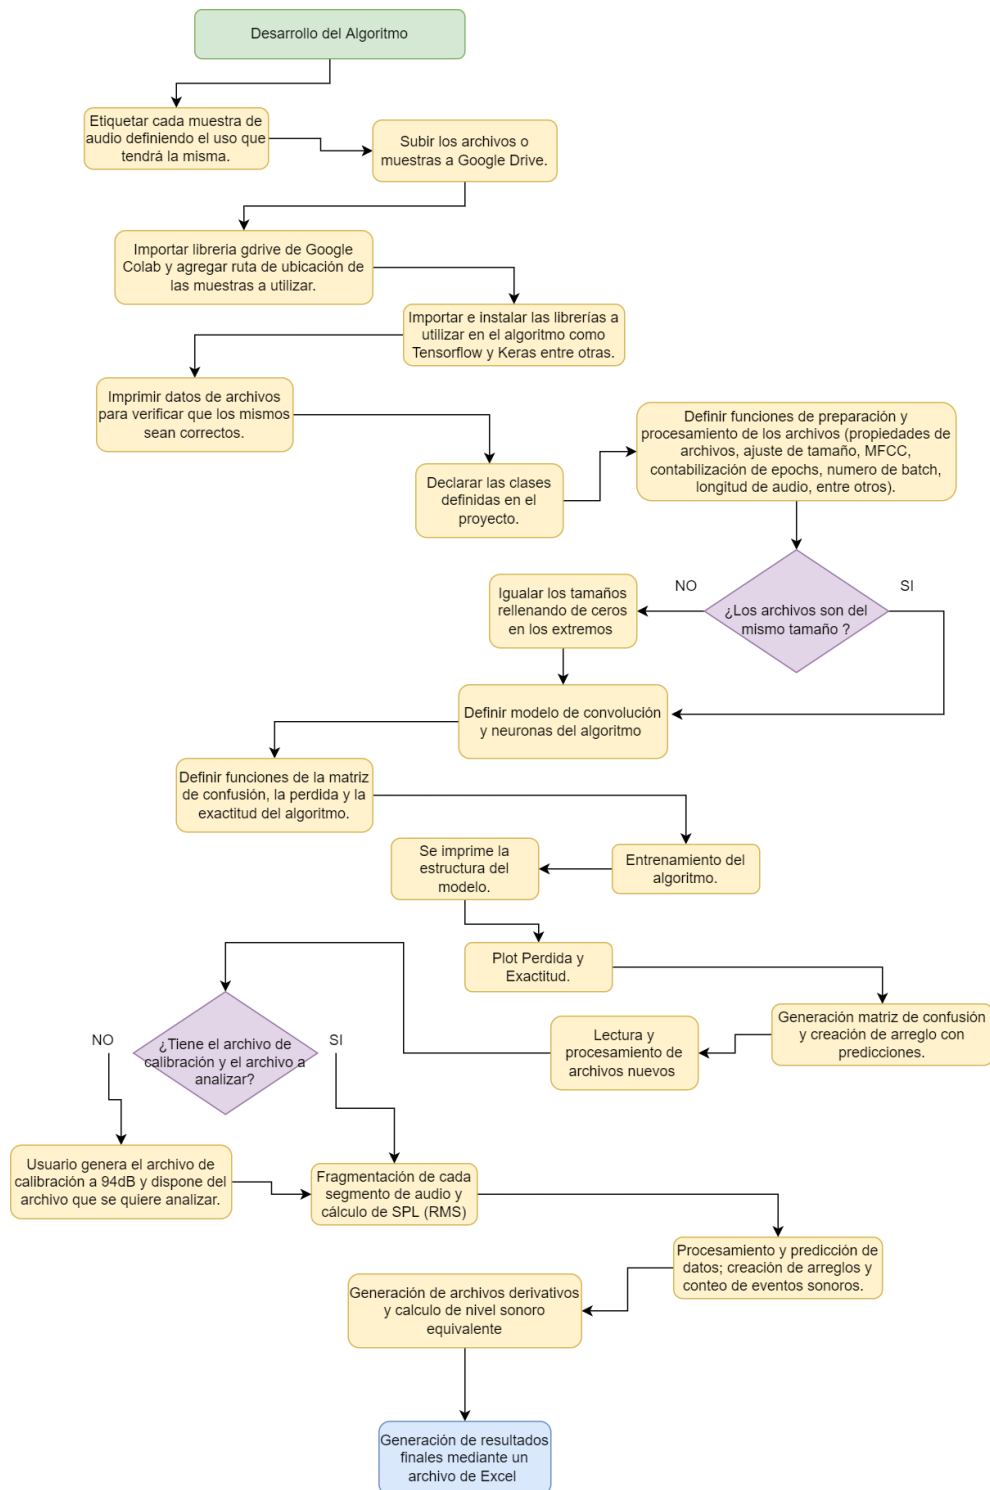 Desarrollo del Algoritmo
Etiquetar cada muestra de
audio definiendo el uso que
tendrá la misma.
Subir los archivos o
muestras a Google Drive.
Importar libreria gdrive de Google
Colab y agregar ruta de ubicación de
las muestras a utilizar.
Importar e instalar las librerías a
utilizar en el algoritmo como
Tensorflow y Keras entre otras.
Imprimir datos de archivos
para verificar que los mismos
sean correctos.
Declarar las clases
definidas en el
proyecto.
Definir funciones de preparación y
procesamiento de los archivos (propiedades de
archivos, ajuste de tamaño, MFCC,
contabilización de epochs, numero de batch,
longitud de audio, entre otros).
¿Los archivos son del
mismo tamaño ?
NO
SI
Igualar los tamaños
rellenando de ceros
en los extremos
Definir modelo de convolución
y neuronas del algoritmo
Definir funciones de la matriz
de confusión, la perdida y la
exactitud del algoritmo.
Entrenamiento del
algoritmo.
Se imprime la
estructura del
modelo.
Plot Perdida y
Exactitud.
Generación matriz de confusión
y creación de arreglo con
predicciones.
Lectura y
procesamiento de
archivos nuevos
¿Tiene el archivo de
calibración y el archivo a
analizar?
NO
SI
Usuario genera el archivo de
calibración a 94dB y dispone del
archivo que se quiere analizar.
Fragmentación de cada
segmento de audio y
cálculo de SPL (RMS)
Procesamiento y predicción de
datos; creación de arreglos y
conteo de eventos sonoros.
Generación de archivos derivativos
y calculo de nivel sonoro
equivalente
Generación de resultados
finales mediante un
archivo de Excel